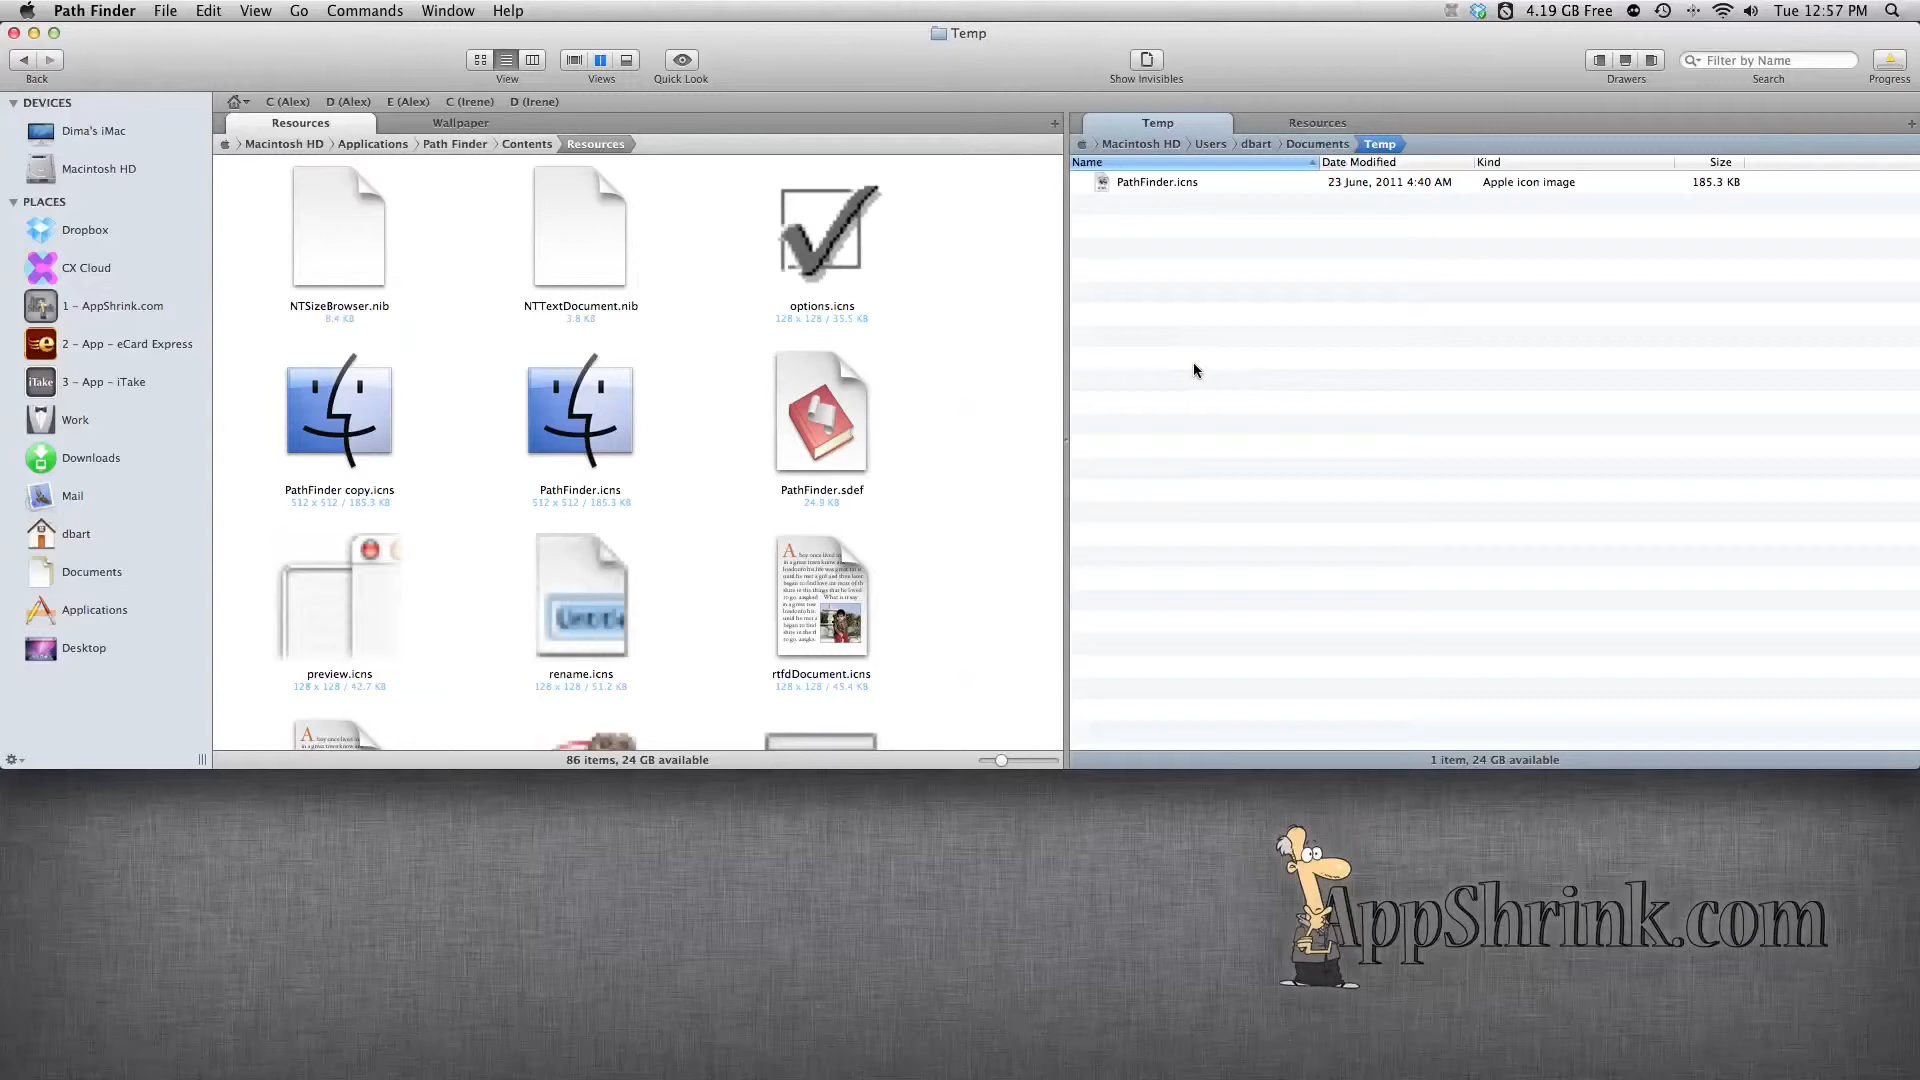 Path Finder File Edit View Go Commands Window Help 4.19 GB Free Tue 12:57 PM
Temp
Back View Views Quick Look Show Invisibles Drawers Filter by Name Search Progress
DEVICES
Dima's iMac
Macintosh HD
PLACES
Dropbox
CX Cloud
1 - AppShrink.com
2 - App - eCard Express
iTake 3 - App - iTake
Work
Downloads
Mail
dbart
Documents
Applications
Desktop
C (Alex) D (Alex) E (Alex) C (Irene) D (Irene)
Resources Wallpaper
Macintosh HD Applications Path Finder Contents Resources
NTSizeBrowser.nib NTTextDocument.nib options.icns
8.4 KB 3.8 KB 128 x 128 / 35.5 KB
PathFinder copy.icns PathFinder.icns PathFinder.sdef
512 x 512 / 185.3 KB 512 x 512 / 185.3 KB 24.9 KB
preview.icns rename.icns rtfdDocument.icns
128 x 128 / 42.7 KB 128 x 128 / 51.2 KB 128 x 128 / 45.4 KB
86 items, 24 GB available
Temp Resources
Macintosh HD Users dbart Documents Temp
Name Date Modified Kind Size
PathFinder.icns 23 June, 2011 4:40 AM Apple icon image 185.3 KB
1 item, 24 GB available
AppShrink.com